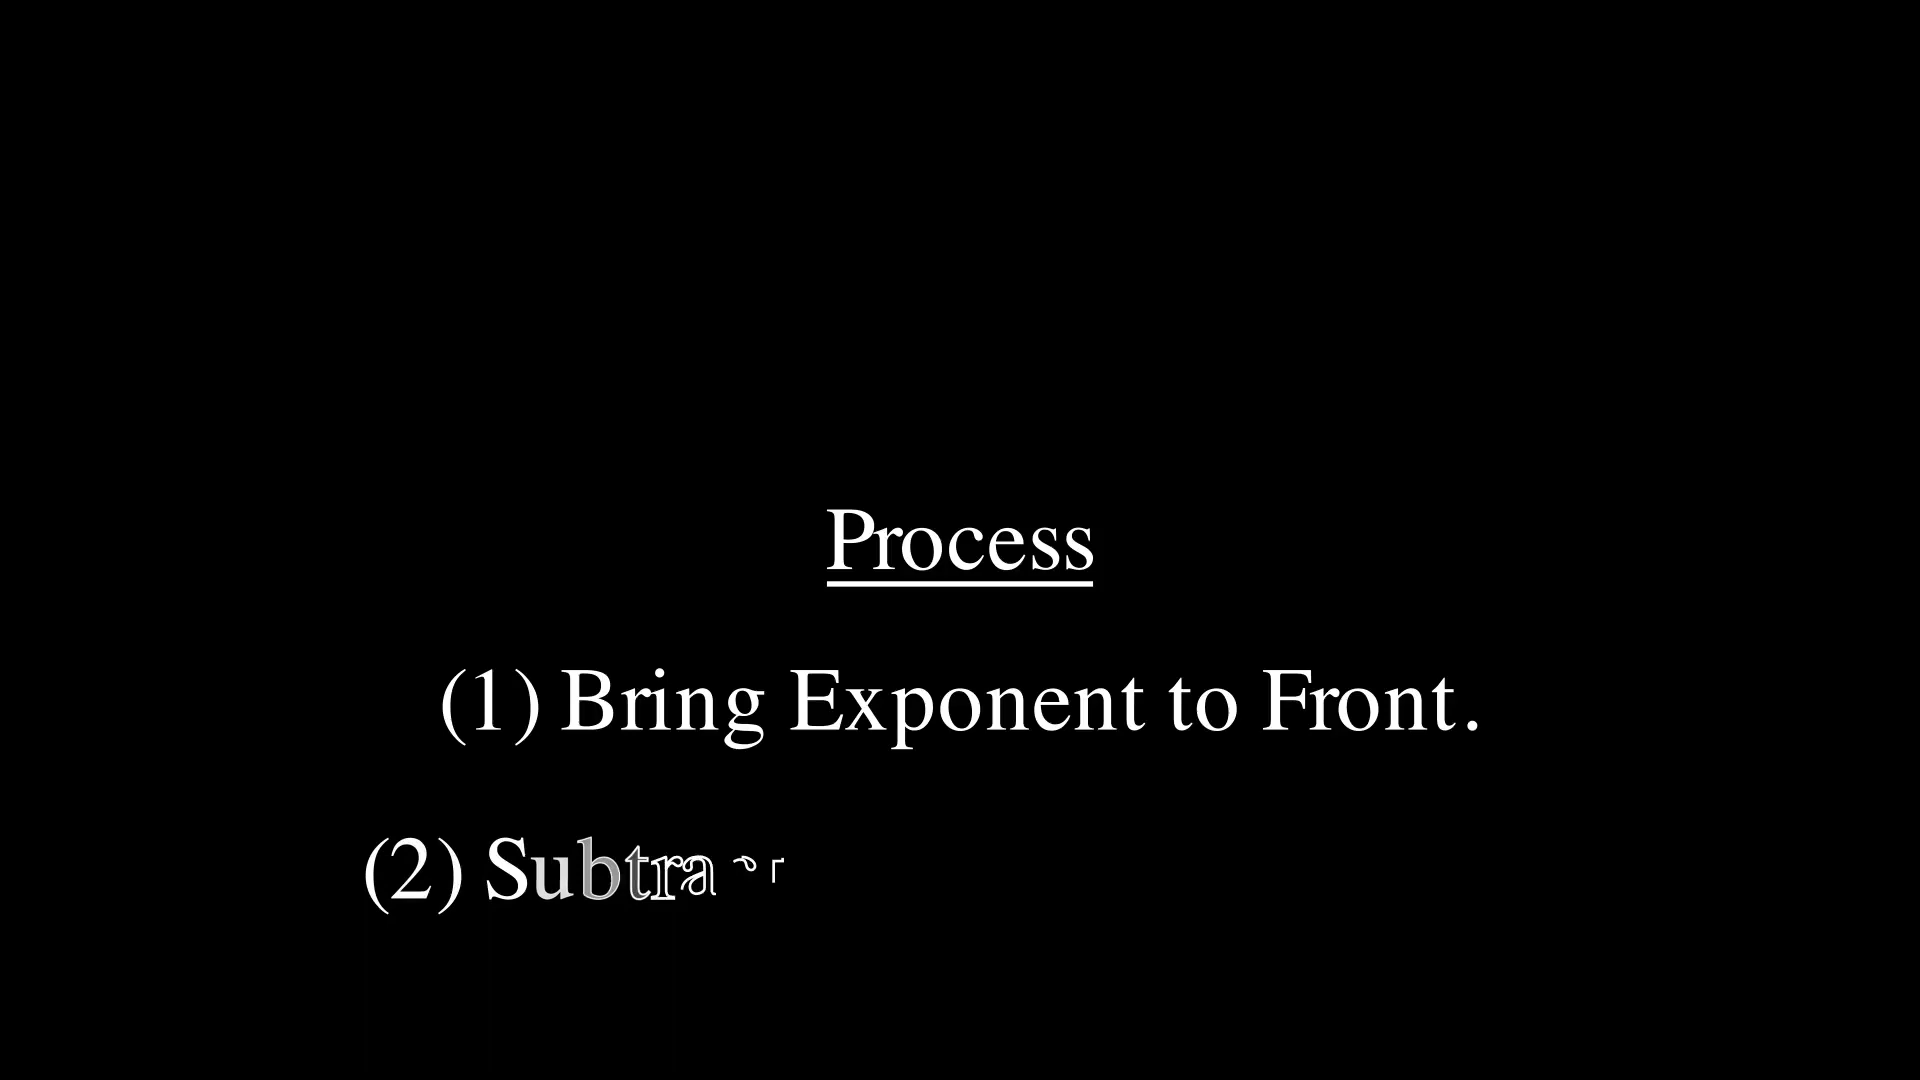 Process
(1) Bring Exponent to Front.
(2) Subtra